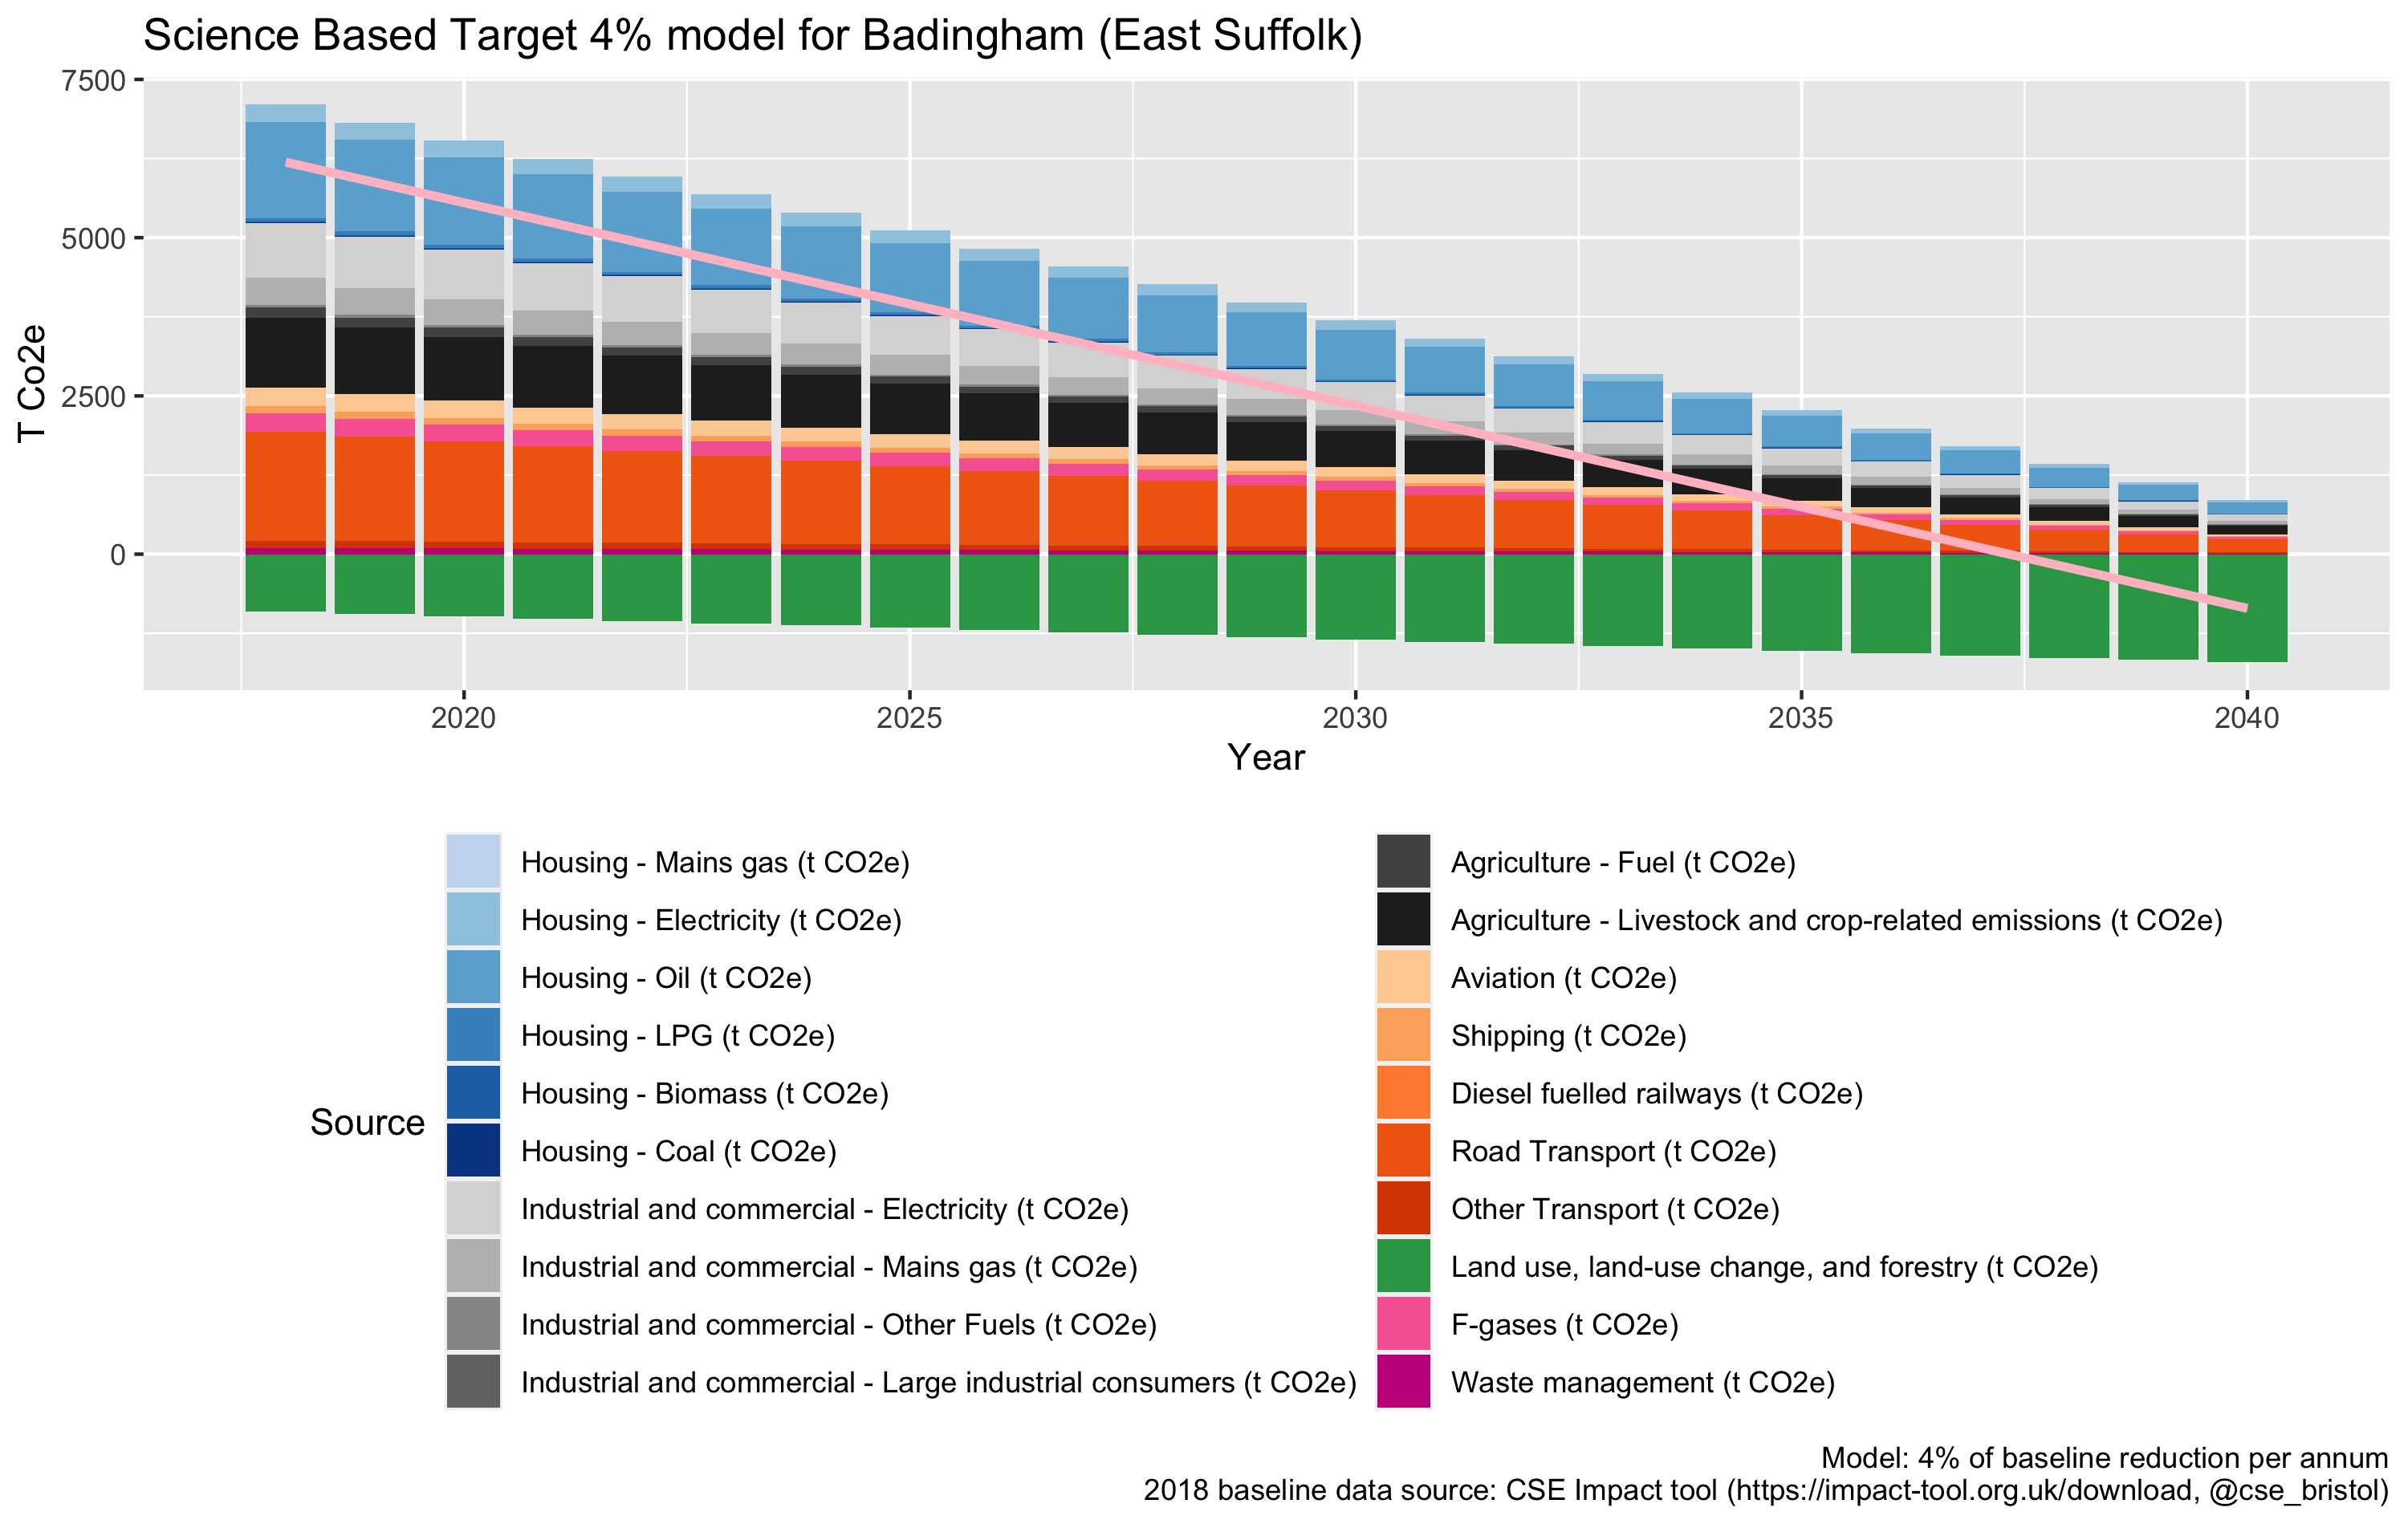 Science Based Target 4% model for Badingham (East Suffolk)
7500
5000
2500
0
T Co2e
2020
2025
2030
2035
2040
Year
Source
Housing - Mains gas (t CO2e)
Housing - Electricity (t CO2e)
Housing - Oil (t CO2e)
Housing - LPG (t CO2e)
Housing - Biomass (t CO2e)
Housing - Coal (t CO2e)
Industrial and commercial - Electricity (t CO2e)
Industrial and commercial - Mains gas (t CO2e)
Industrial and commercial - Other Fuels (t CO2e)
Industrial and commercial - Large industrial consumers (t CO2e)
Agriculture - Fuel (t CO2e)
Agriculture - Livestock and crop-related emissions (t CO2e)
Aviation (t CO2e)
Shipping (t CO2e)
Diesel fuelled railways (t CO2e)
Road Transport (t CO2e)
Other Transport (t CO2e)
Land use, land-use change, and forestry (t CO2e)
F-gases (t CO2e)
Waste management (t CO2e)
Model: 4% of baseline reduction per annum
2018 baseline data source: CSE Impact tool (https://impact-tool.org.uk/download, @cse_bristol)